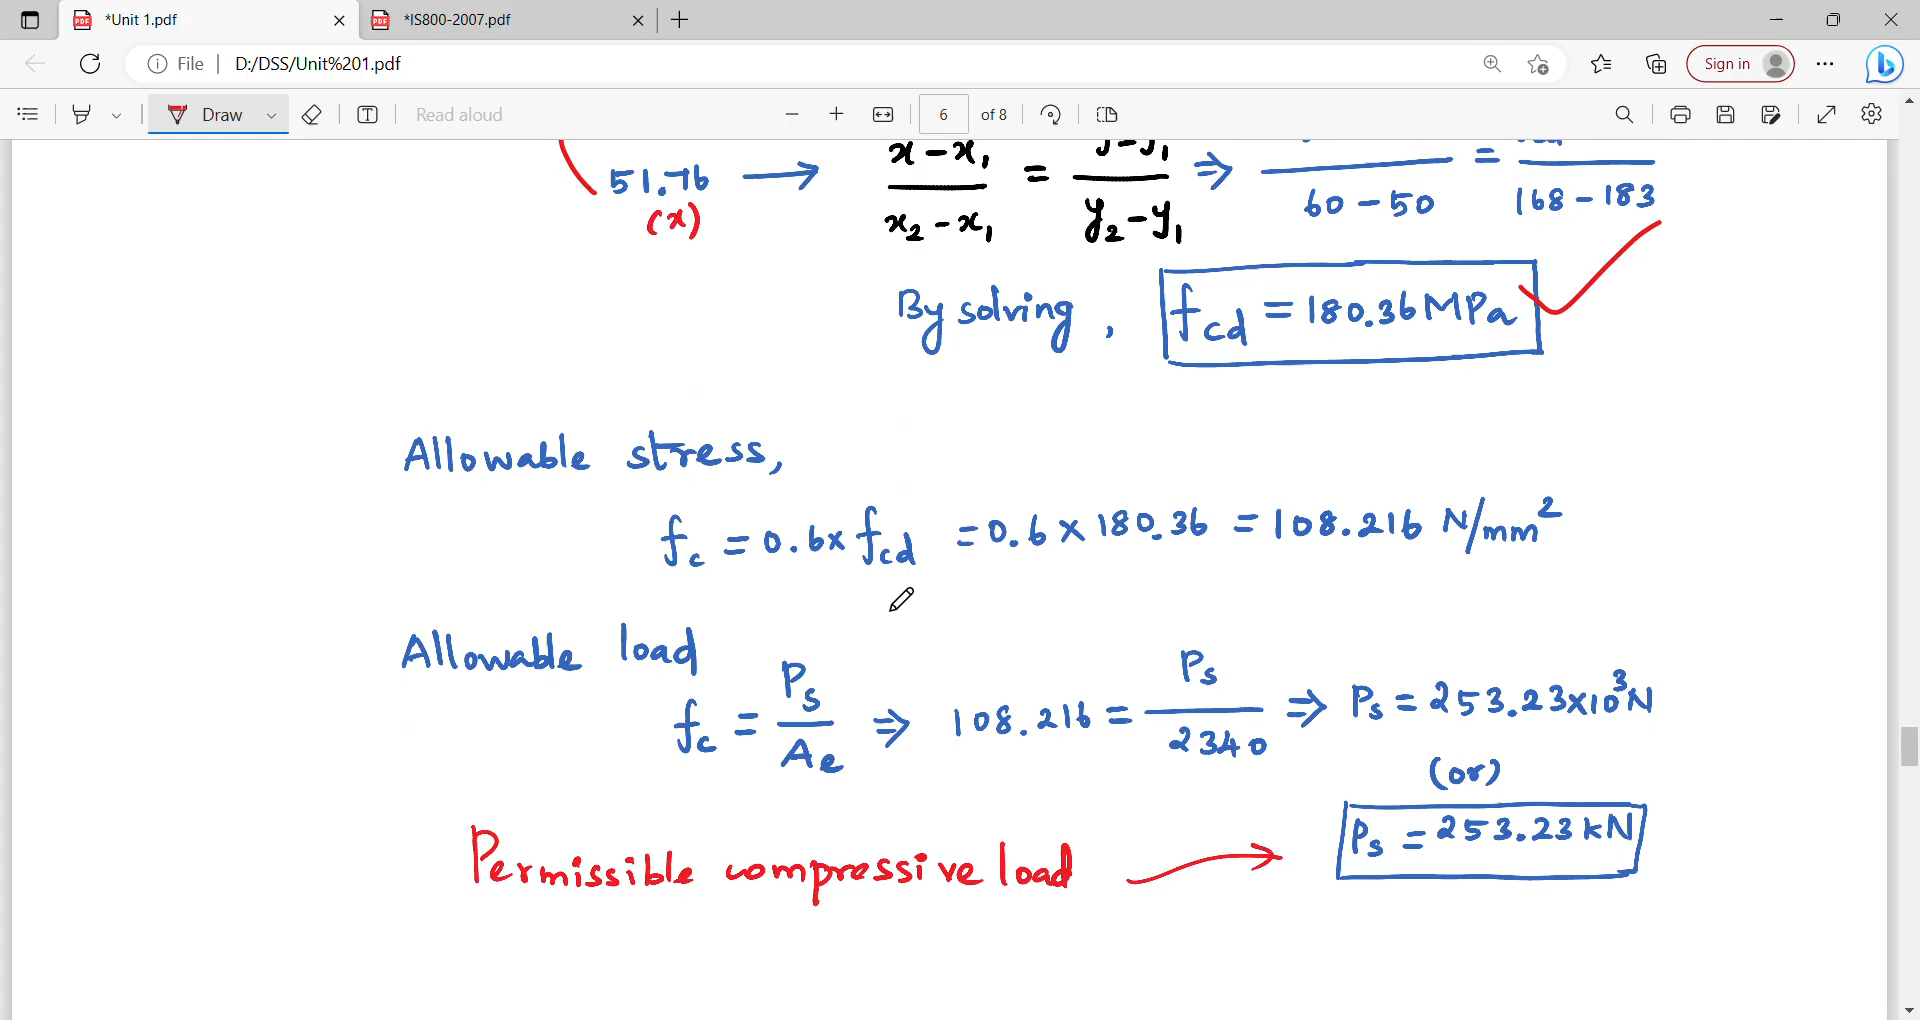 *Unit 1.pdf
*IS800-2007.pdf
File | D:/DSS/Unit%201.pdf
Sign in
Draw
Read aloud
6 of 8
51.76 → x-x₁ / x₂-x₁ = y-y₁ / y₂-y₁ ⇒ / 60-50 = / 168-183
(x)
By solving, fcd = 180.36 MPa
Allowable stress,
fc = 0.6x fcd = 0.6 x 180.36 = 108.216 N/mm²
Allowable load
fc = Ps / Ae ⇒ 108.216 = Ps / 2340 ⇒ Ps = 253.23x10³N
(or)
Ps = 253.23 kN
Permissible compressive load →